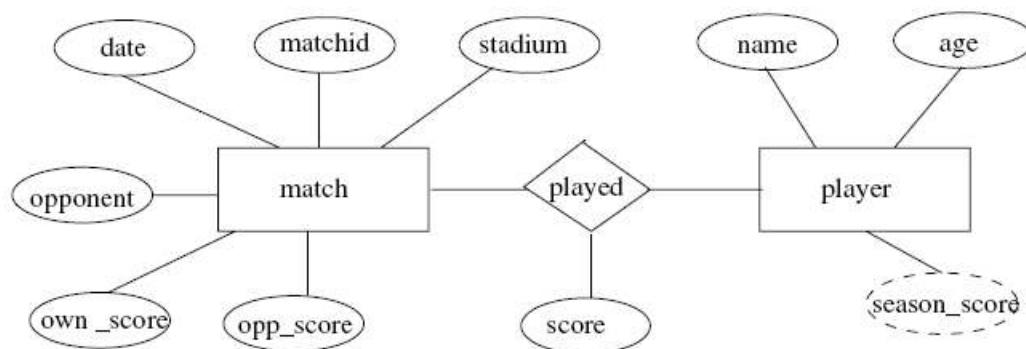 date
matchid
stadium
name
age
opponent
match
played
player
own _score
opp_score
score
season_score